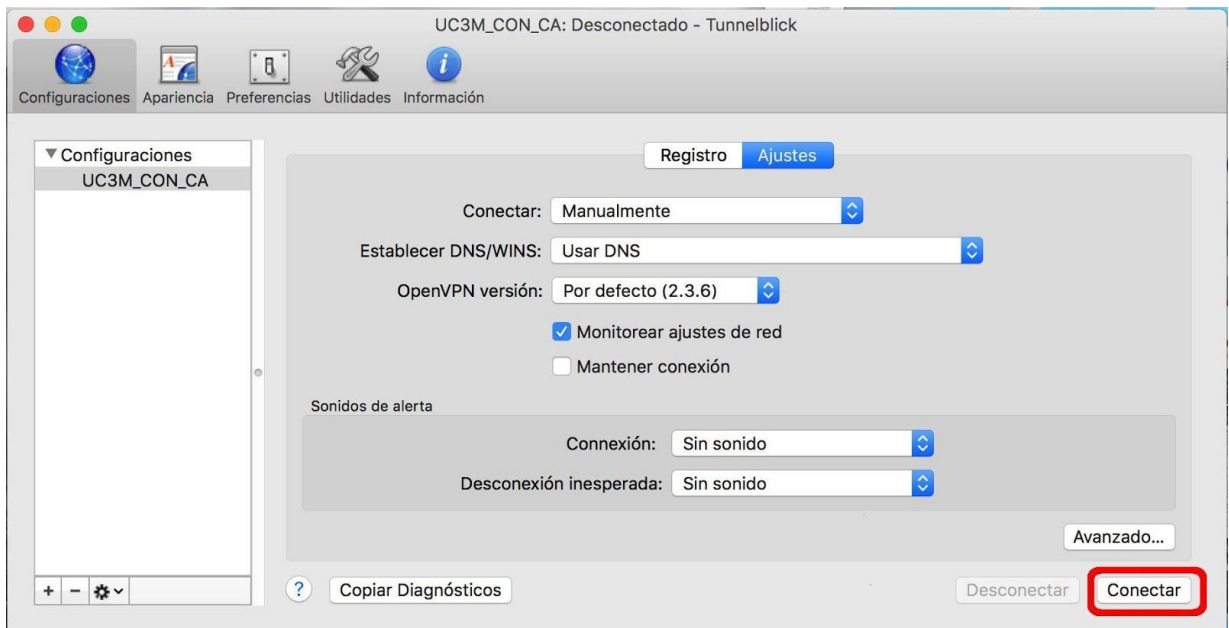 UC3M_CON_CA: Desconectado - Tunnelblick
Configuraciones Apariencia Preferencias Utilidades Información
Configuraciones
UC3M_CON_CA
Registro Ajustes
Conectar: Manualmente
Establecer DNS/WINS: Usar DNS
OpenVPN versión: Por defecto (2.3.6)
Monitorear ajustes de red
Mantener conexión
Sonidos de alerta
Connexión: Sin sonido
Desconexión inesperada: Sin sonido
Avanzado...
? Copiar Diagnósticos Desconectar Conectar